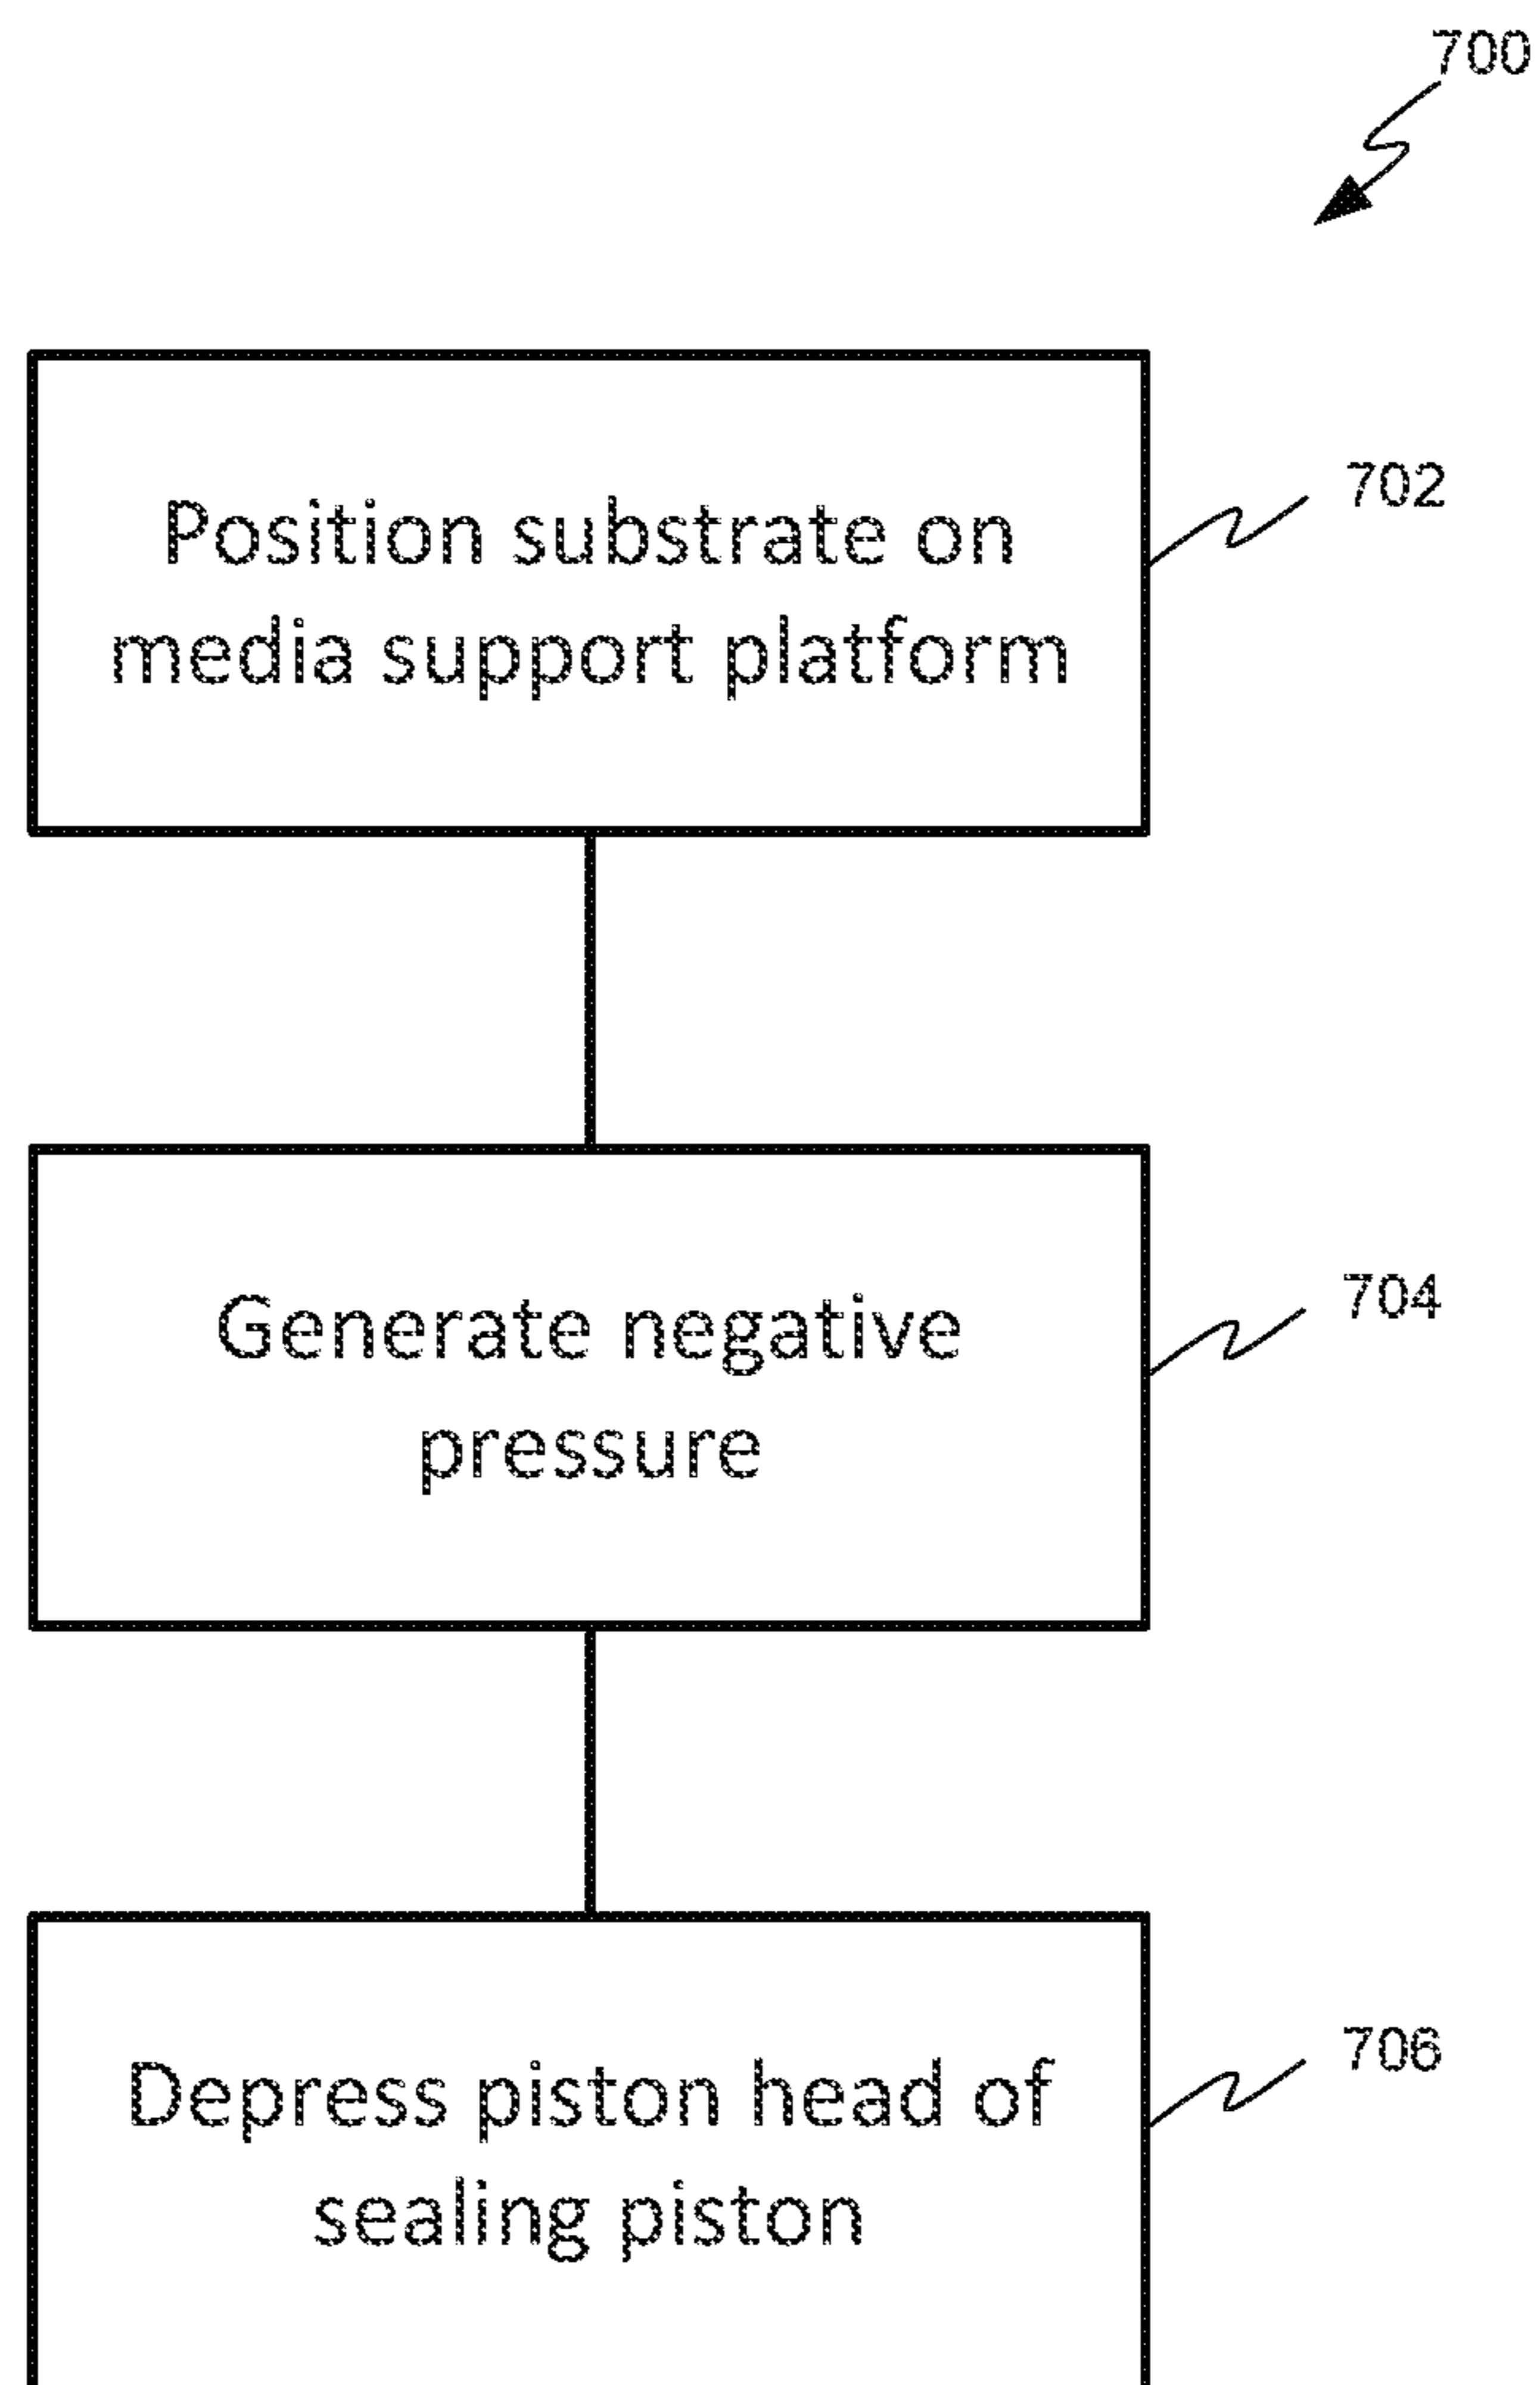 700
Position substrate on
media support platform
702
Generate negative
pressure
704
Depress piston head of
sealing piston
706